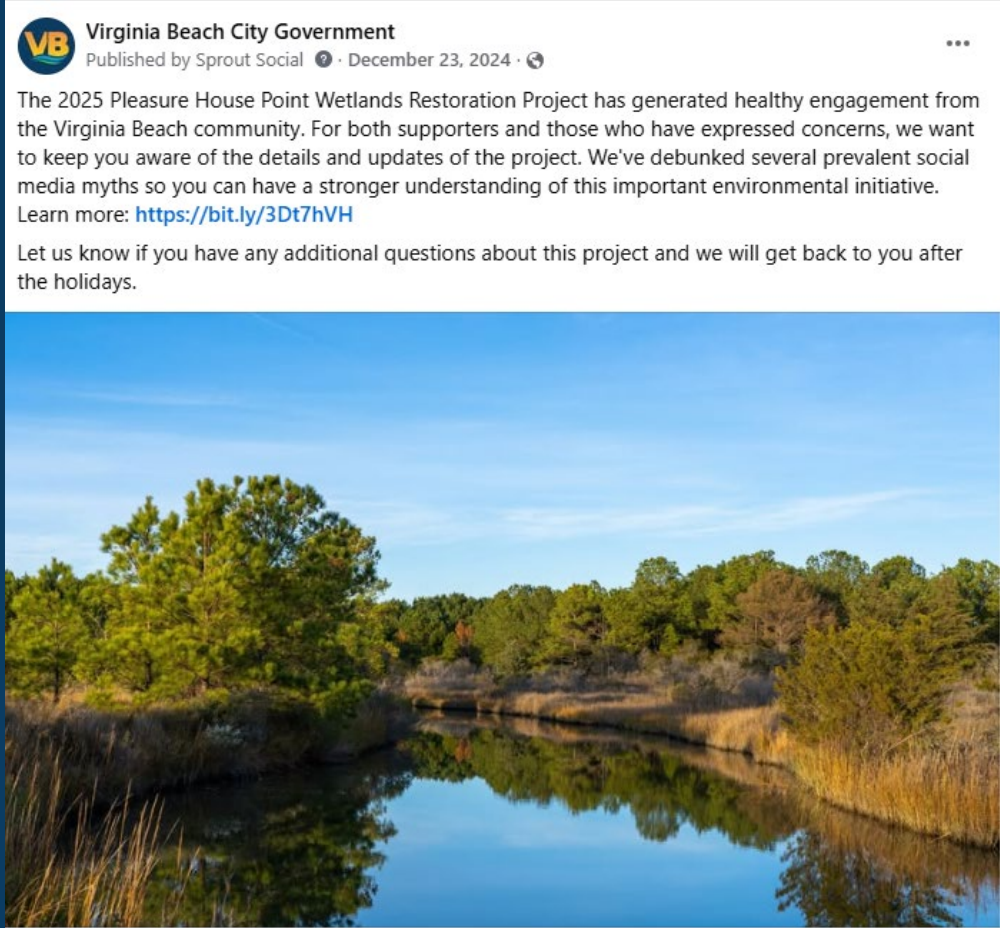 VB
Virginia Beach City Government
Published by Sprout Social ? · December 23, 2024 ·
The 2025 Pleasure House Point Wetlands Restoration Project has generated healthy engagement from
the Virginia Beach community. For both supporters and those who have expressed concerns, we want
to keep you aware of the details and updates of the project. We've debunked several prevalent social
media myths so you can have a stronger understanding of this important environmental initiative.
Learn more: https://bit.ly/3Dt7hVH
Let us know if you have any additional questions about this project and we will get back to you after
the holidays.